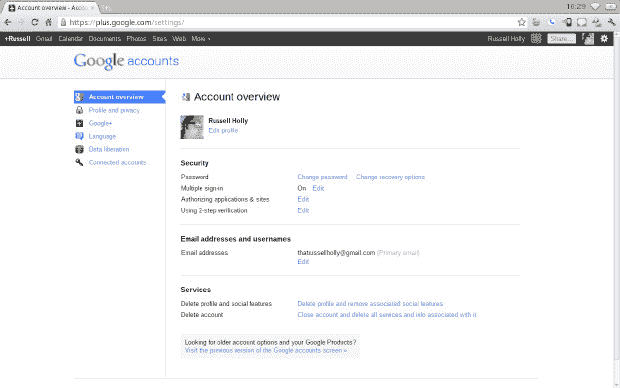 Account overview - Acco
16:29
https://plus.google.com/settings/
+Russell Gmail Calendar Documents Photos Sites Web More Russell Holly Share...
Google accounts
Account overview
Profile and privacy
Google+
Language
Data liberation
Connected accounts
Account overview
Russell Holly
Edit profile
Security
Password Change password Change recovery options
Multiple sign-in On Edit
Authorizing applications & sites Edit
Using 2-step verification Edit
Email addresses and usernames
Email addresses thatrussellholly@gmail.com (Primary email)
Edit
Services
Delete profile and social features Delete profile and remove associated social features
Delete account Close account and delete all services and info associated with it
Looking for older account options and your Google Products?
Visit the previous version of the Google accounts screen »